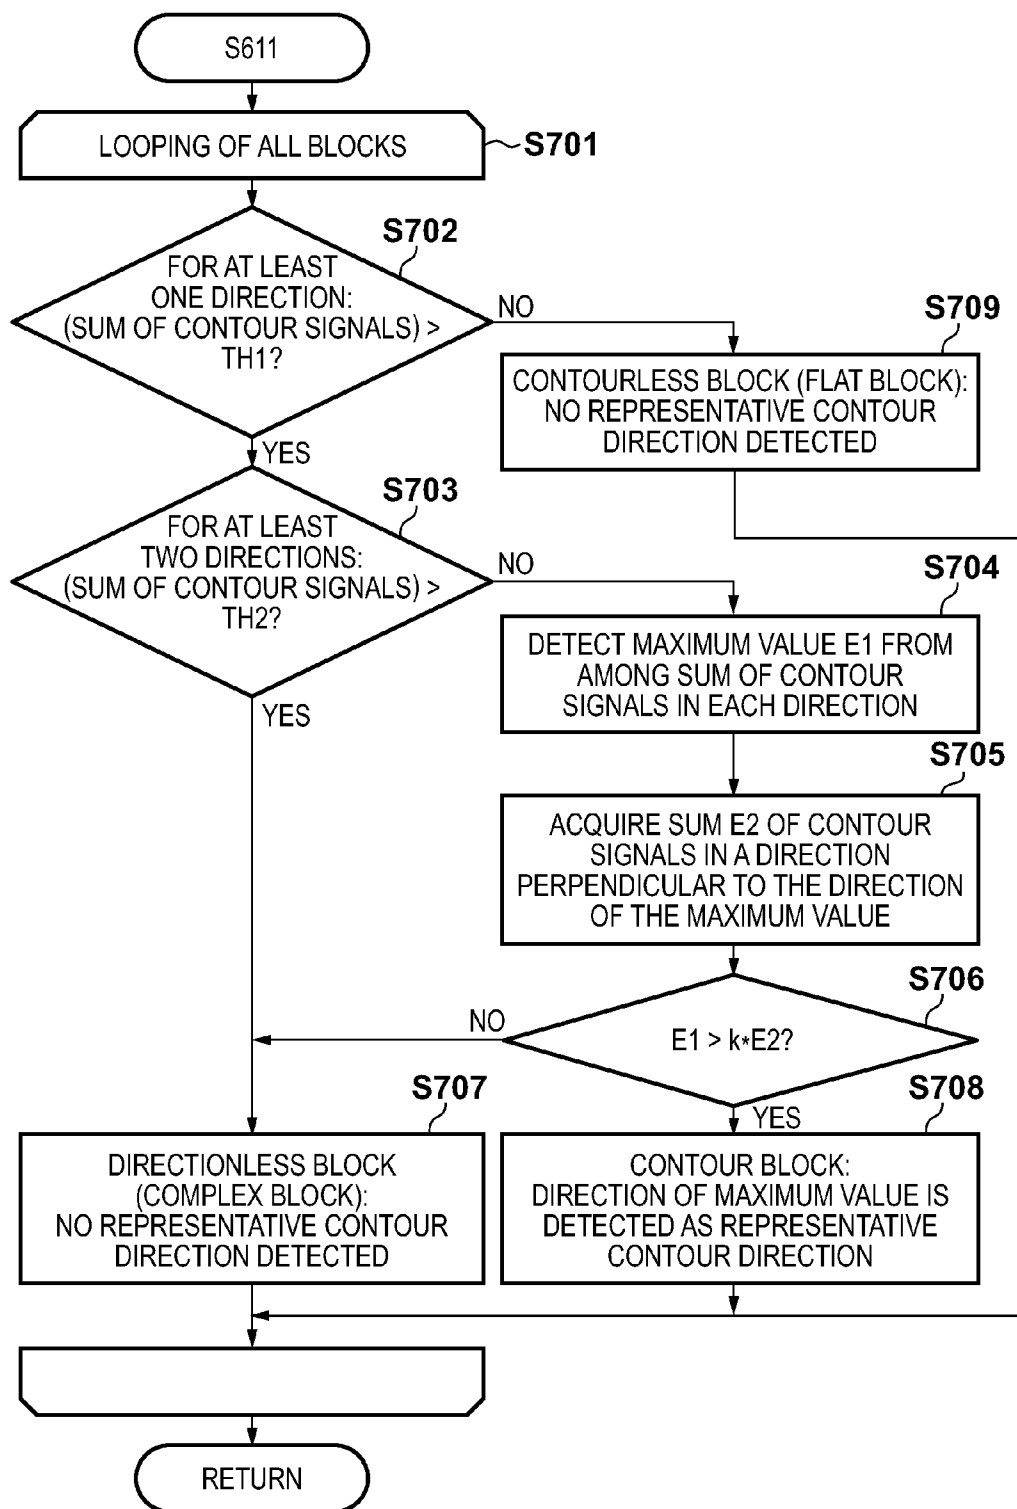 S611
LOOPING OF ALL BLOCKS
S701
S702
FOR AT LEAST
ONE DIRECTION:
(SUM OF CONTOUR SIGNALS) >
TH1?
NO
YES
S709
CONTOURLESS BLOCK (FLAT BLOCK):
NO REPRESENTATIVE CONTOUR
DIRECTION DETECTED
S703
FOR AT LEAST
TWO DIRECTIONS:
(SUM OF CONTOUR SIGNALS) >
TH2?
NO
YES
S704
DETECT MAXIMUM VALUE E1 FROM
AMONG SUM OF CONTOUR
SIGNALS IN EACH DIRECTION
S705
ACQUIRE SUM E2 OF CONTOUR
SIGNALS IN A DIRECTION
PERPENDICULAR TO THE DIRECTION
OF THE MAXIMUM VALUE
S706
E1 > k*E2?
NO
YES
S707
DIRECTIONLESS BLOCK
(COMPLEX BLOCK):
NO REPRESENTATIVE CONTOUR
DIRECTION DETECTED
S708
CONTOUR BLOCK:
DIRECTION OF MAXIMUM VALUE IS
DETECTED AS REPRESENTATIVE
CONTOUR DIRECTION
RETURN